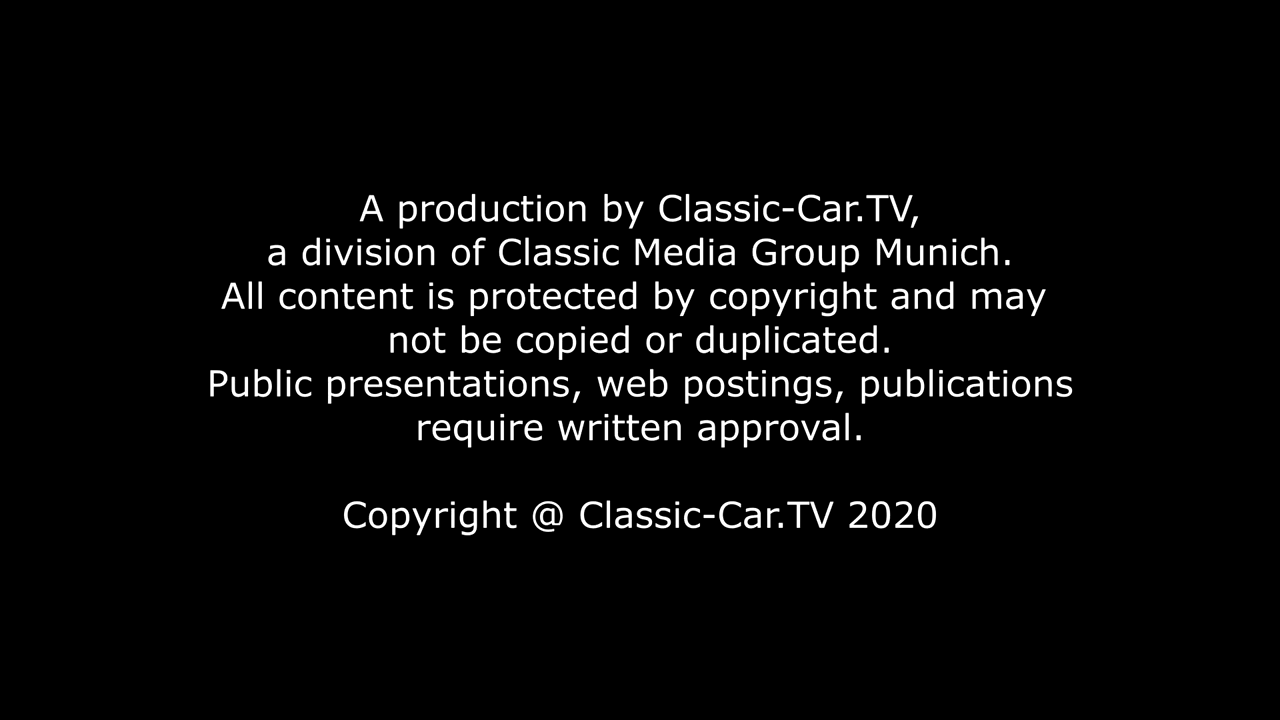 A production by Classic-Car.TV,
a division of Classic Media Group Munich.
All content is protected by copyright and may
not be copied or duplicated.
Public presentations, web postings, publications
require written approval.
Copyright @ Classic-Car.TV 2020